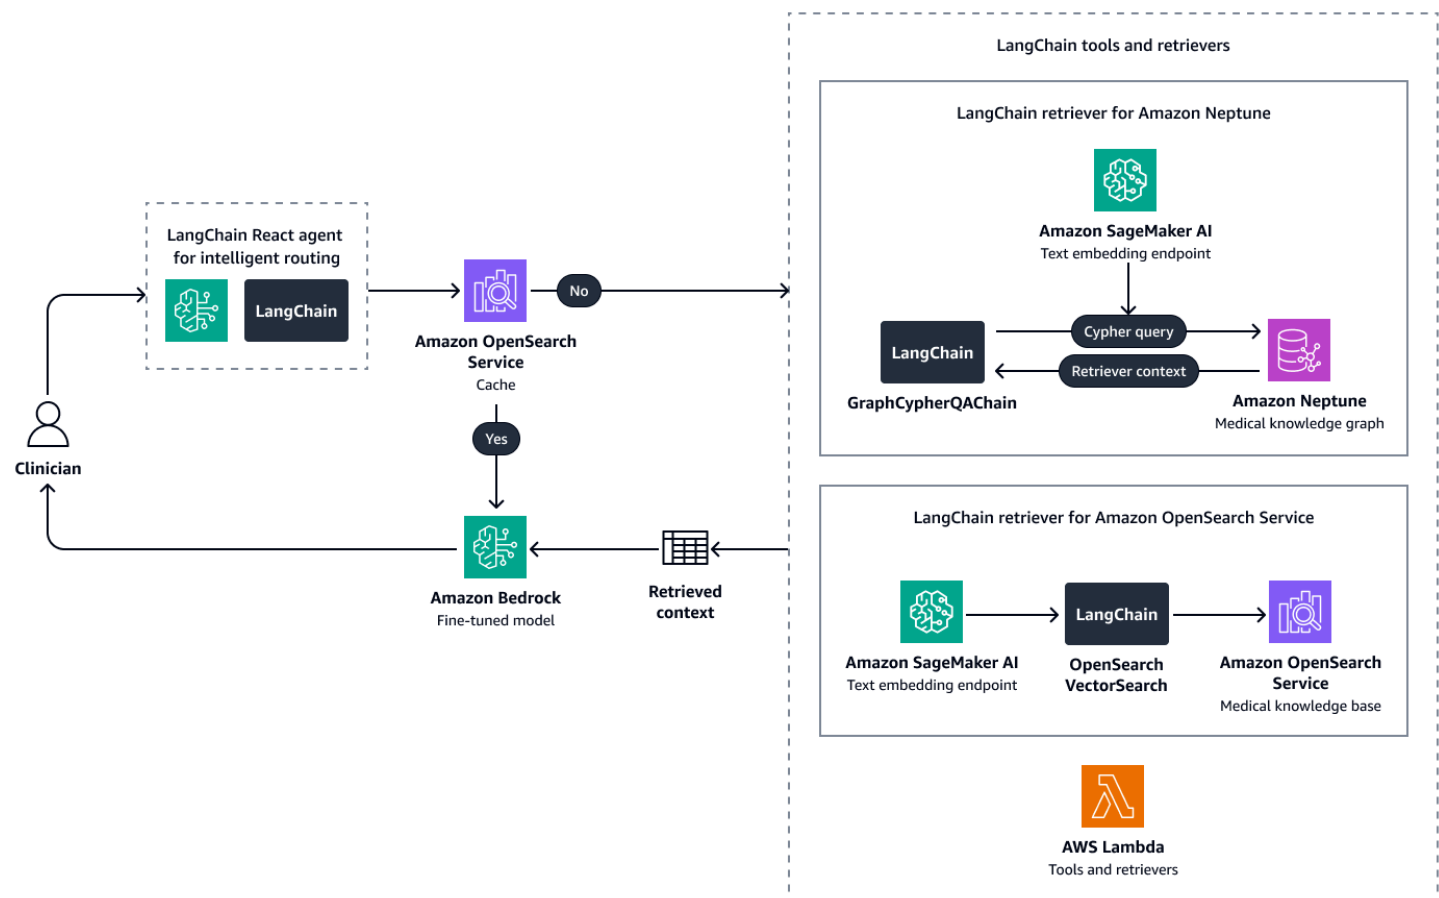 LangChain tools and retrievers
LangChain retriever for Amazon Neptune
Amazon SageMaker AI
Text embedding endpoint
Cypher query
LangChain
GraphCypherQAChain
Retriever context
Amazon Neptune
Medical knowledge graph
LangChain React agent
for intelligent routing
LangChain
Amazon OpenSearch
Service
Cache
No
Yes
Clinician
Amazon Bedrock
Fine-tuned model
Retrieved
context
LangChain retriever for Amazon OpenSearch Service
Amazon SageMaker AI
Text embedding endpoint
LangChain
OpenSearch
VectorSearch
Amazon OpenSearch
Service
Medical knowledge base
AWS Lambda
Tools and retrievers